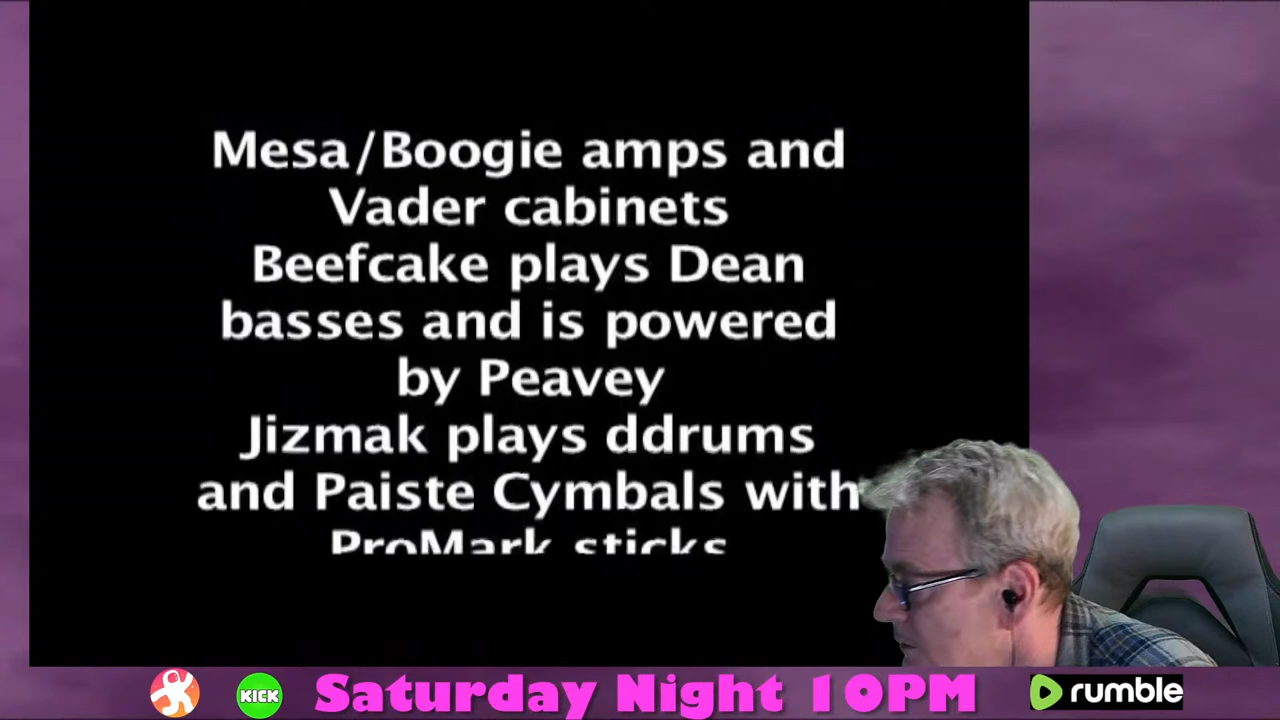 Mesa/Boogie amps and
Vader cabinets
Beefcake plays Dean
basses and is powered
by Peavey
Jizmak plays ddrums
and Paiste Cymbals with
ProMark sticks
KICK
Saturday Night 10PM
rumble